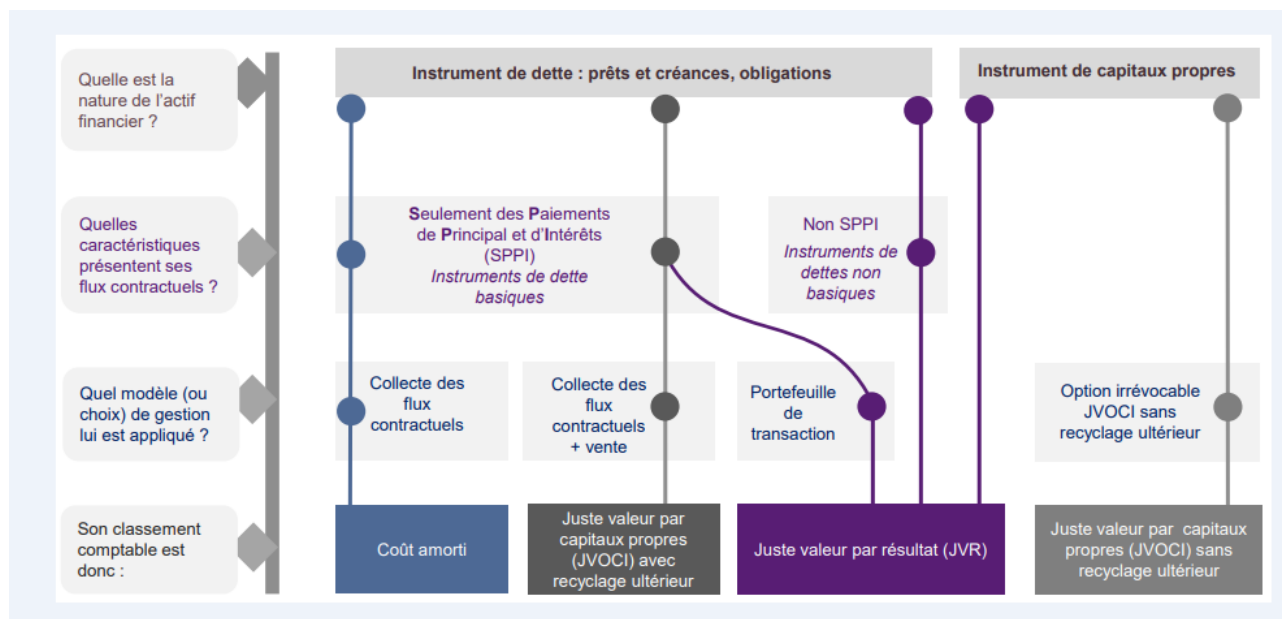 Quelle est la
nature de l'actif
financier ?
Instrument de dette : prêts et créances, obligations
Instrument de capitaux propres
Quelles
caractéristiques
présentent ses
flux contractuels ?
Seulement des Paiements
de Principal et d'Intérêts
(SPPI)
Instruments de dette
basiques
Non SPPI
Instruments de
dettes non
basiques
Quel modèle (ou
choix) de gestion
lui est appliqué ?
Collecte des
flux
contractuels
Collecte des
flux
contractuels
+ vente
Portefeuille
de
transaction
Option irrévocable
JVOCI sans
recyclage ultérieur
Son classement
comptable est
donc :
Coût amorti
Juste valeur par
capitaux propres
(JVOCI) avec
recyclage ultérieur
Juste valeur par résultat (JVR)
Juste valeur par capitaux
propres (JVOCI) sans
recyclage ultérieur